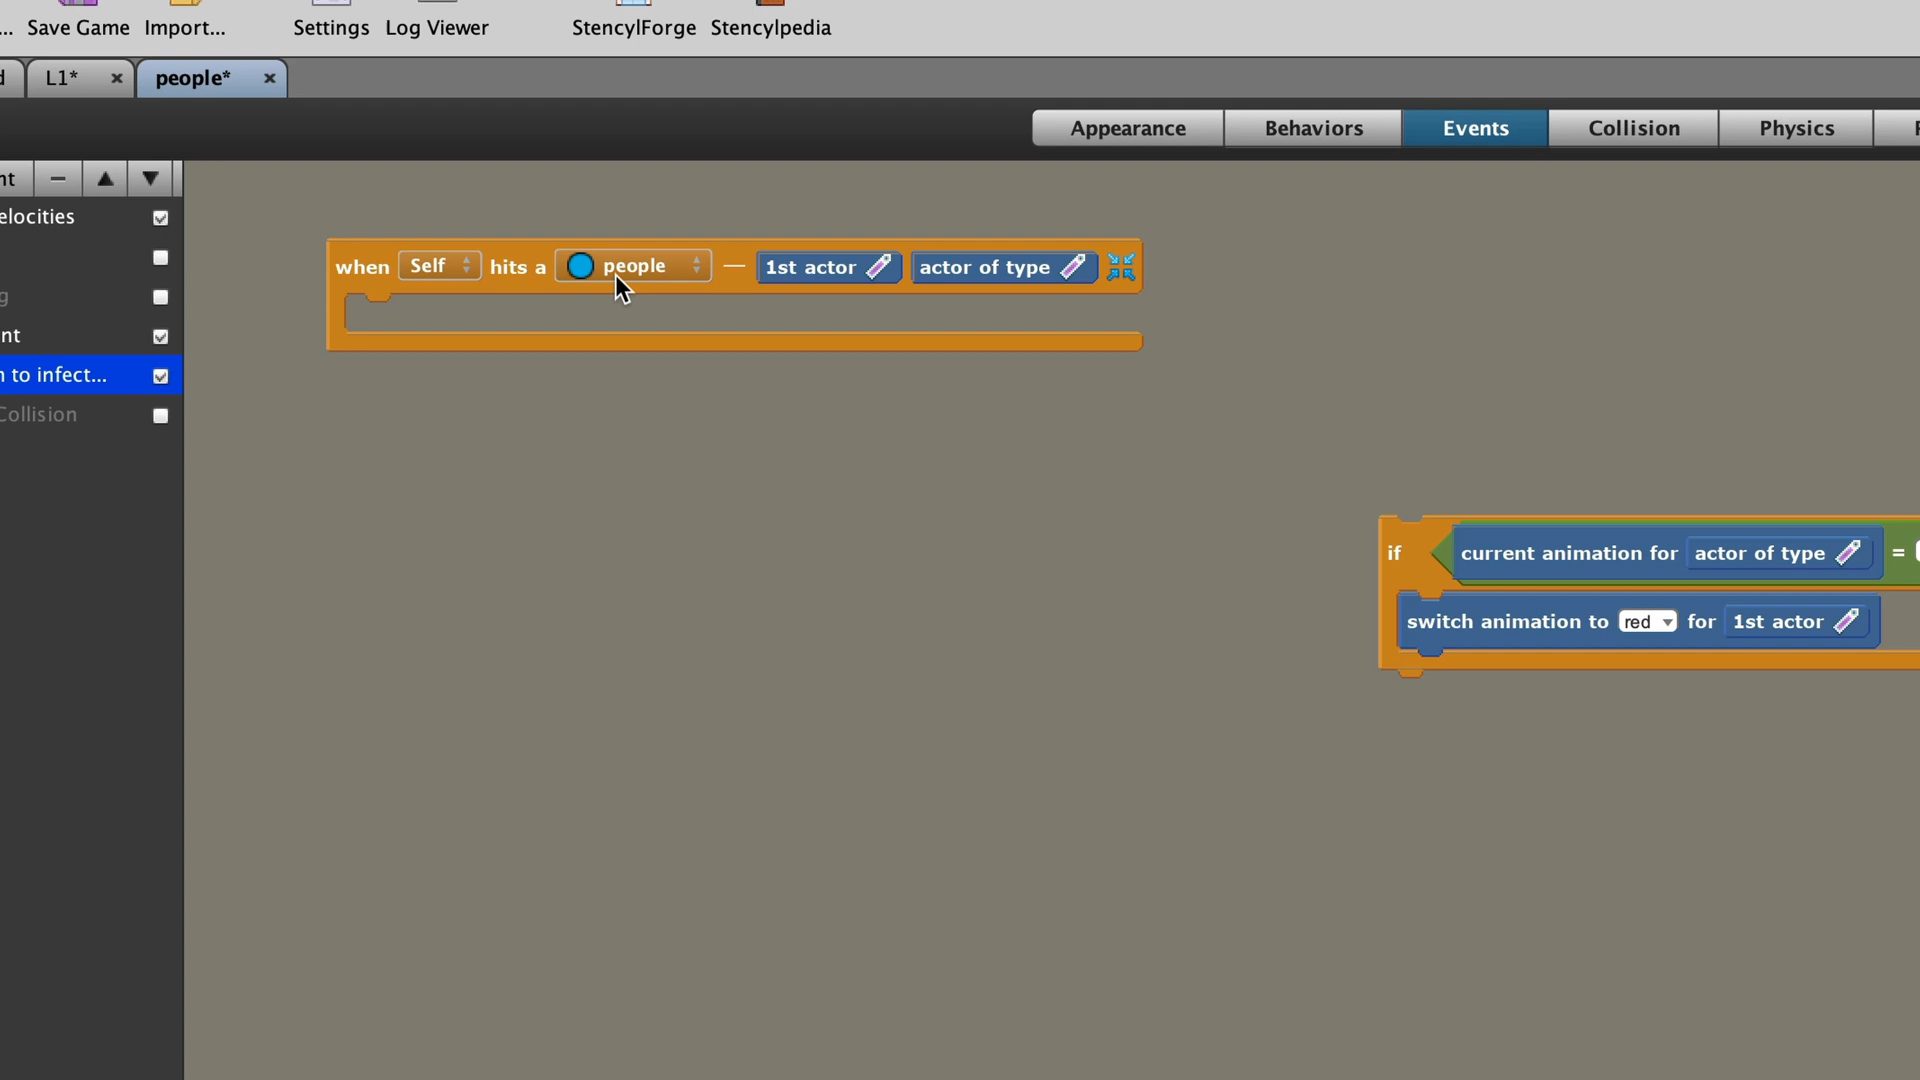 ... Save Game Import... Settings Log Viewer StencylForge Stencylpedia
d L1* × people* ×
Appearance Behaviors Events Collision Physics
nt
elocities
when Self hits a people — 1st actor actor of type
g
nt
n to infect...
Collision
if current animation for actor of type =
switch animation to red for 1st actor